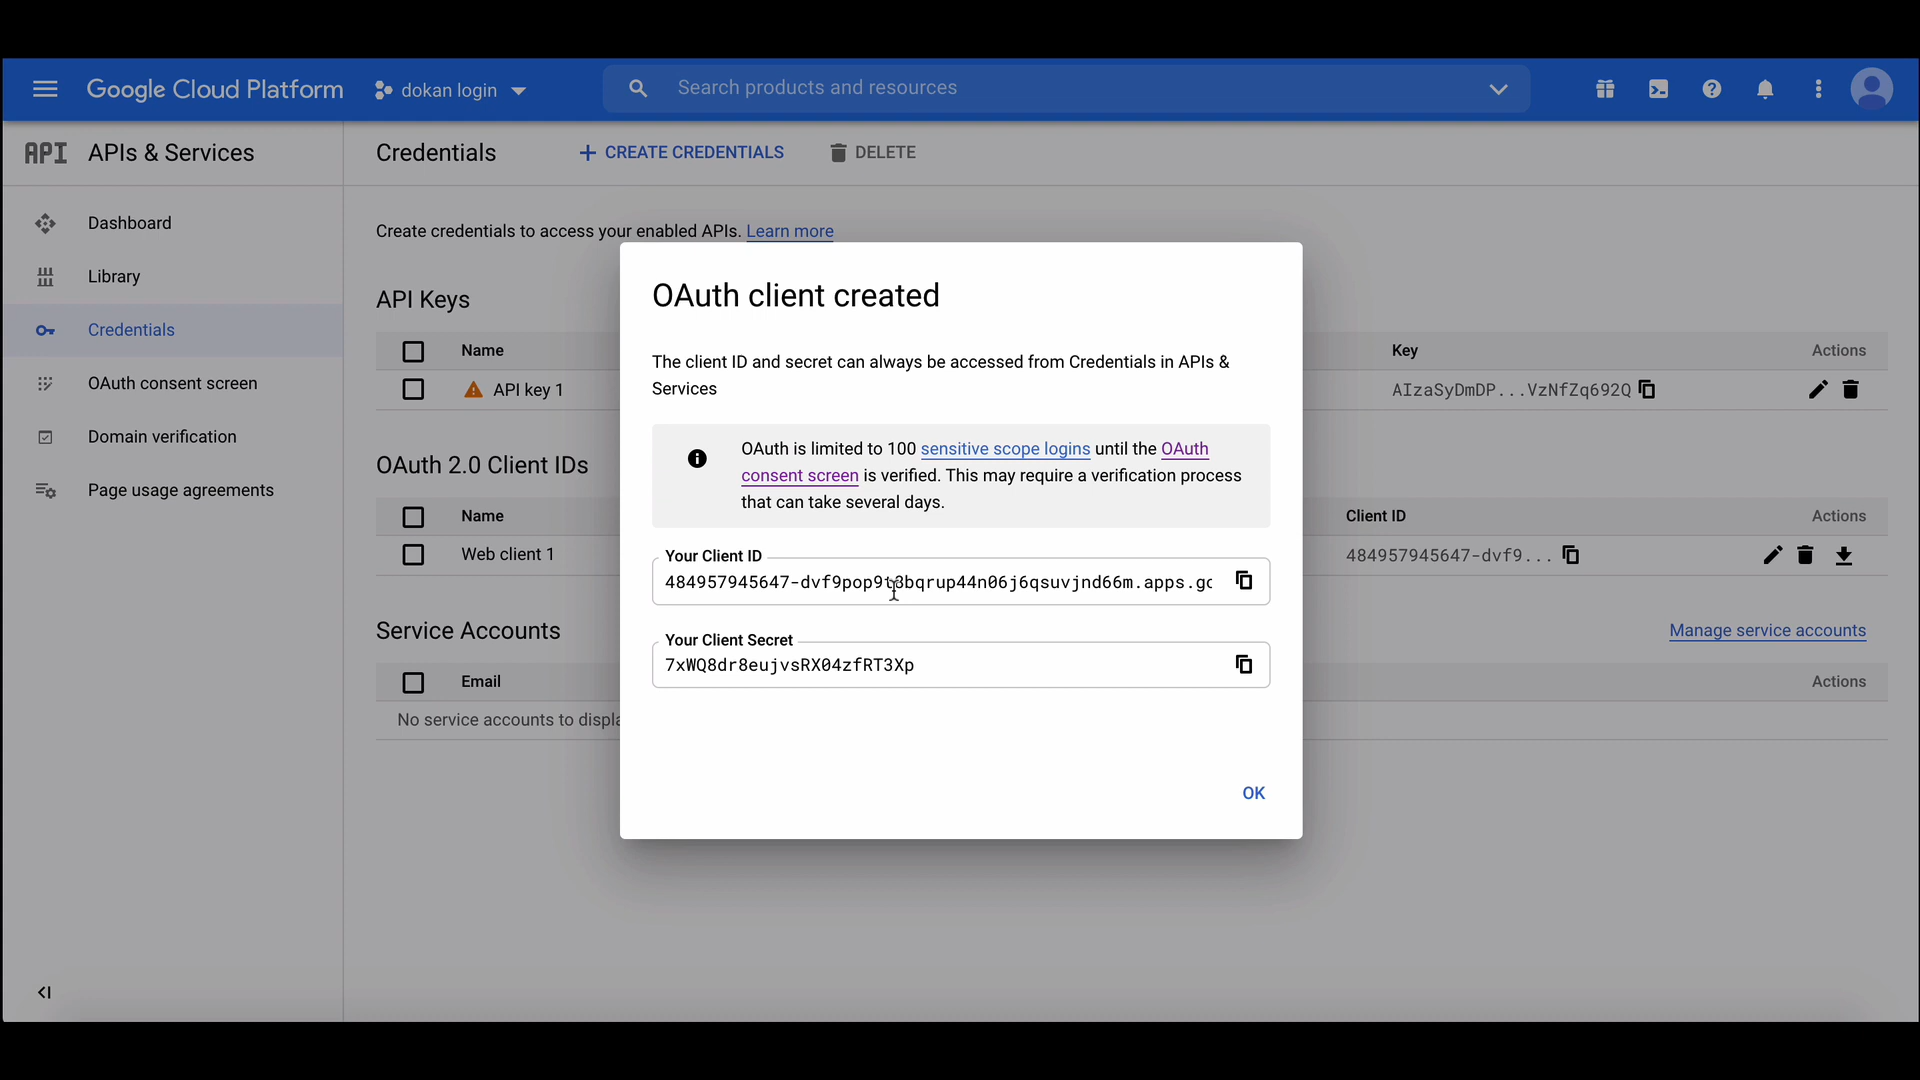 Google Cloud Platform
dokan login
Search products and resources
API
APIs & Services
Credentials
CREATE CREDENTIALS
DELETE
Dashboard
Library
Credentials
OAuth consent screen
Domain verification
Page usage agreements
Create credentials to access your enabled APIs. Learn more
API Keys
Name
Key
Actions
API key 1
AIzaSyDmDP...VzNfZq692Q
OAuth 2.0 Client IDs
Name
Client ID
Actions
Web client 1
484957945647-dvf9...
Service Accounts
Manage service accounts
Email
Actions
No service accounts to displa
OAuth client created
The client ID and secret can always be accessed from Credentials in APIs &
Services
OAuth is limited to 100 sensitive scope logins until the OAuth
consent screen is verified. This may require a verification process
that can take several days.
Your Client ID
484957945647-dvf9pop9t3bqrup44n06j6qsuvjnd66m.apps.go
Your Client Secret
7xWQ8dr8eujvsRX04zfRT3Xp
OK